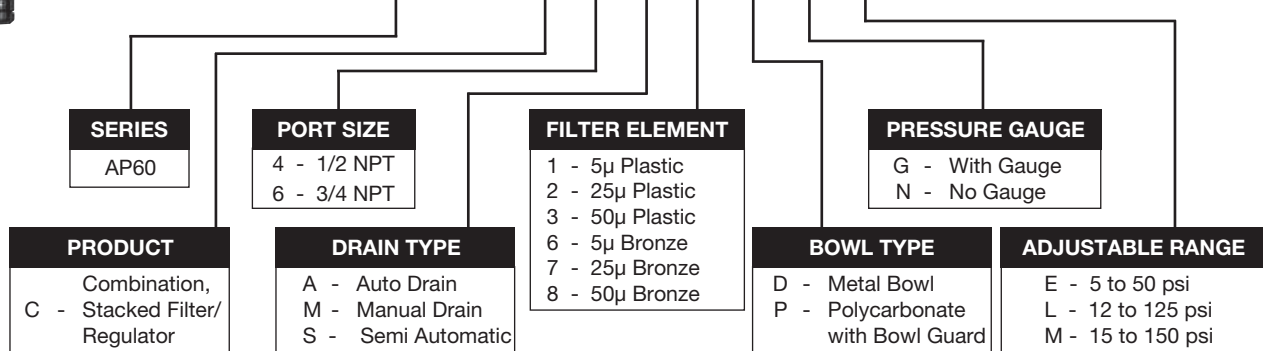 SERIES
AP60
PORT SIZE
4 - 1/2 NPT
6 - 3/4 NPT
FILTER ELEMENT
1 - 5µ Plastic
2 - 25µ Plastic
3 - 50µ Plastic
6 - 5µ Bronze
7 - 25µ Bronze
8 - 50µ Bronze
PRESSURE GAUGE
G - With Gauge
N - No Gauge
PRODUCT
Combination,
C - Stacked Filter/
Regulator
DRAIN TYPE
A - Auto Drain
M - Manual Drain
S - Semi Automatic
BOWL TYPE
D - Metal Bowl
P - Polycarbonate
with Bowl Guard
ADJUSTABLE RANGE
E - 5 to 50 psi
L - 12 to 125 psi
M - 15 to 150 psi